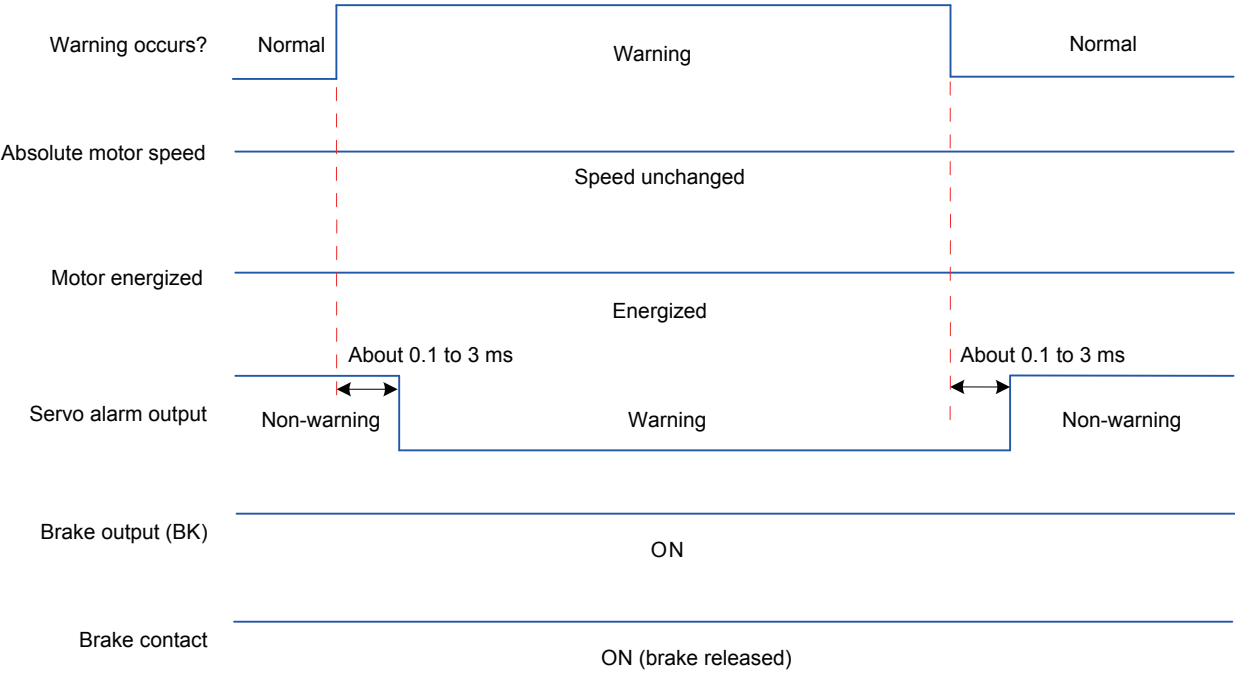 Warning occurs?
Normal
Warning
Normal
Absolute motor speed
Speed unchanged
Motor energized
Energized
About 0.1 to 3 ms
About 0.1 to 3 ms
Servo alarm output
Non-warning
Warning
Non-warning
Brake output (BK)
ON
Brake contact
ON (brake released)